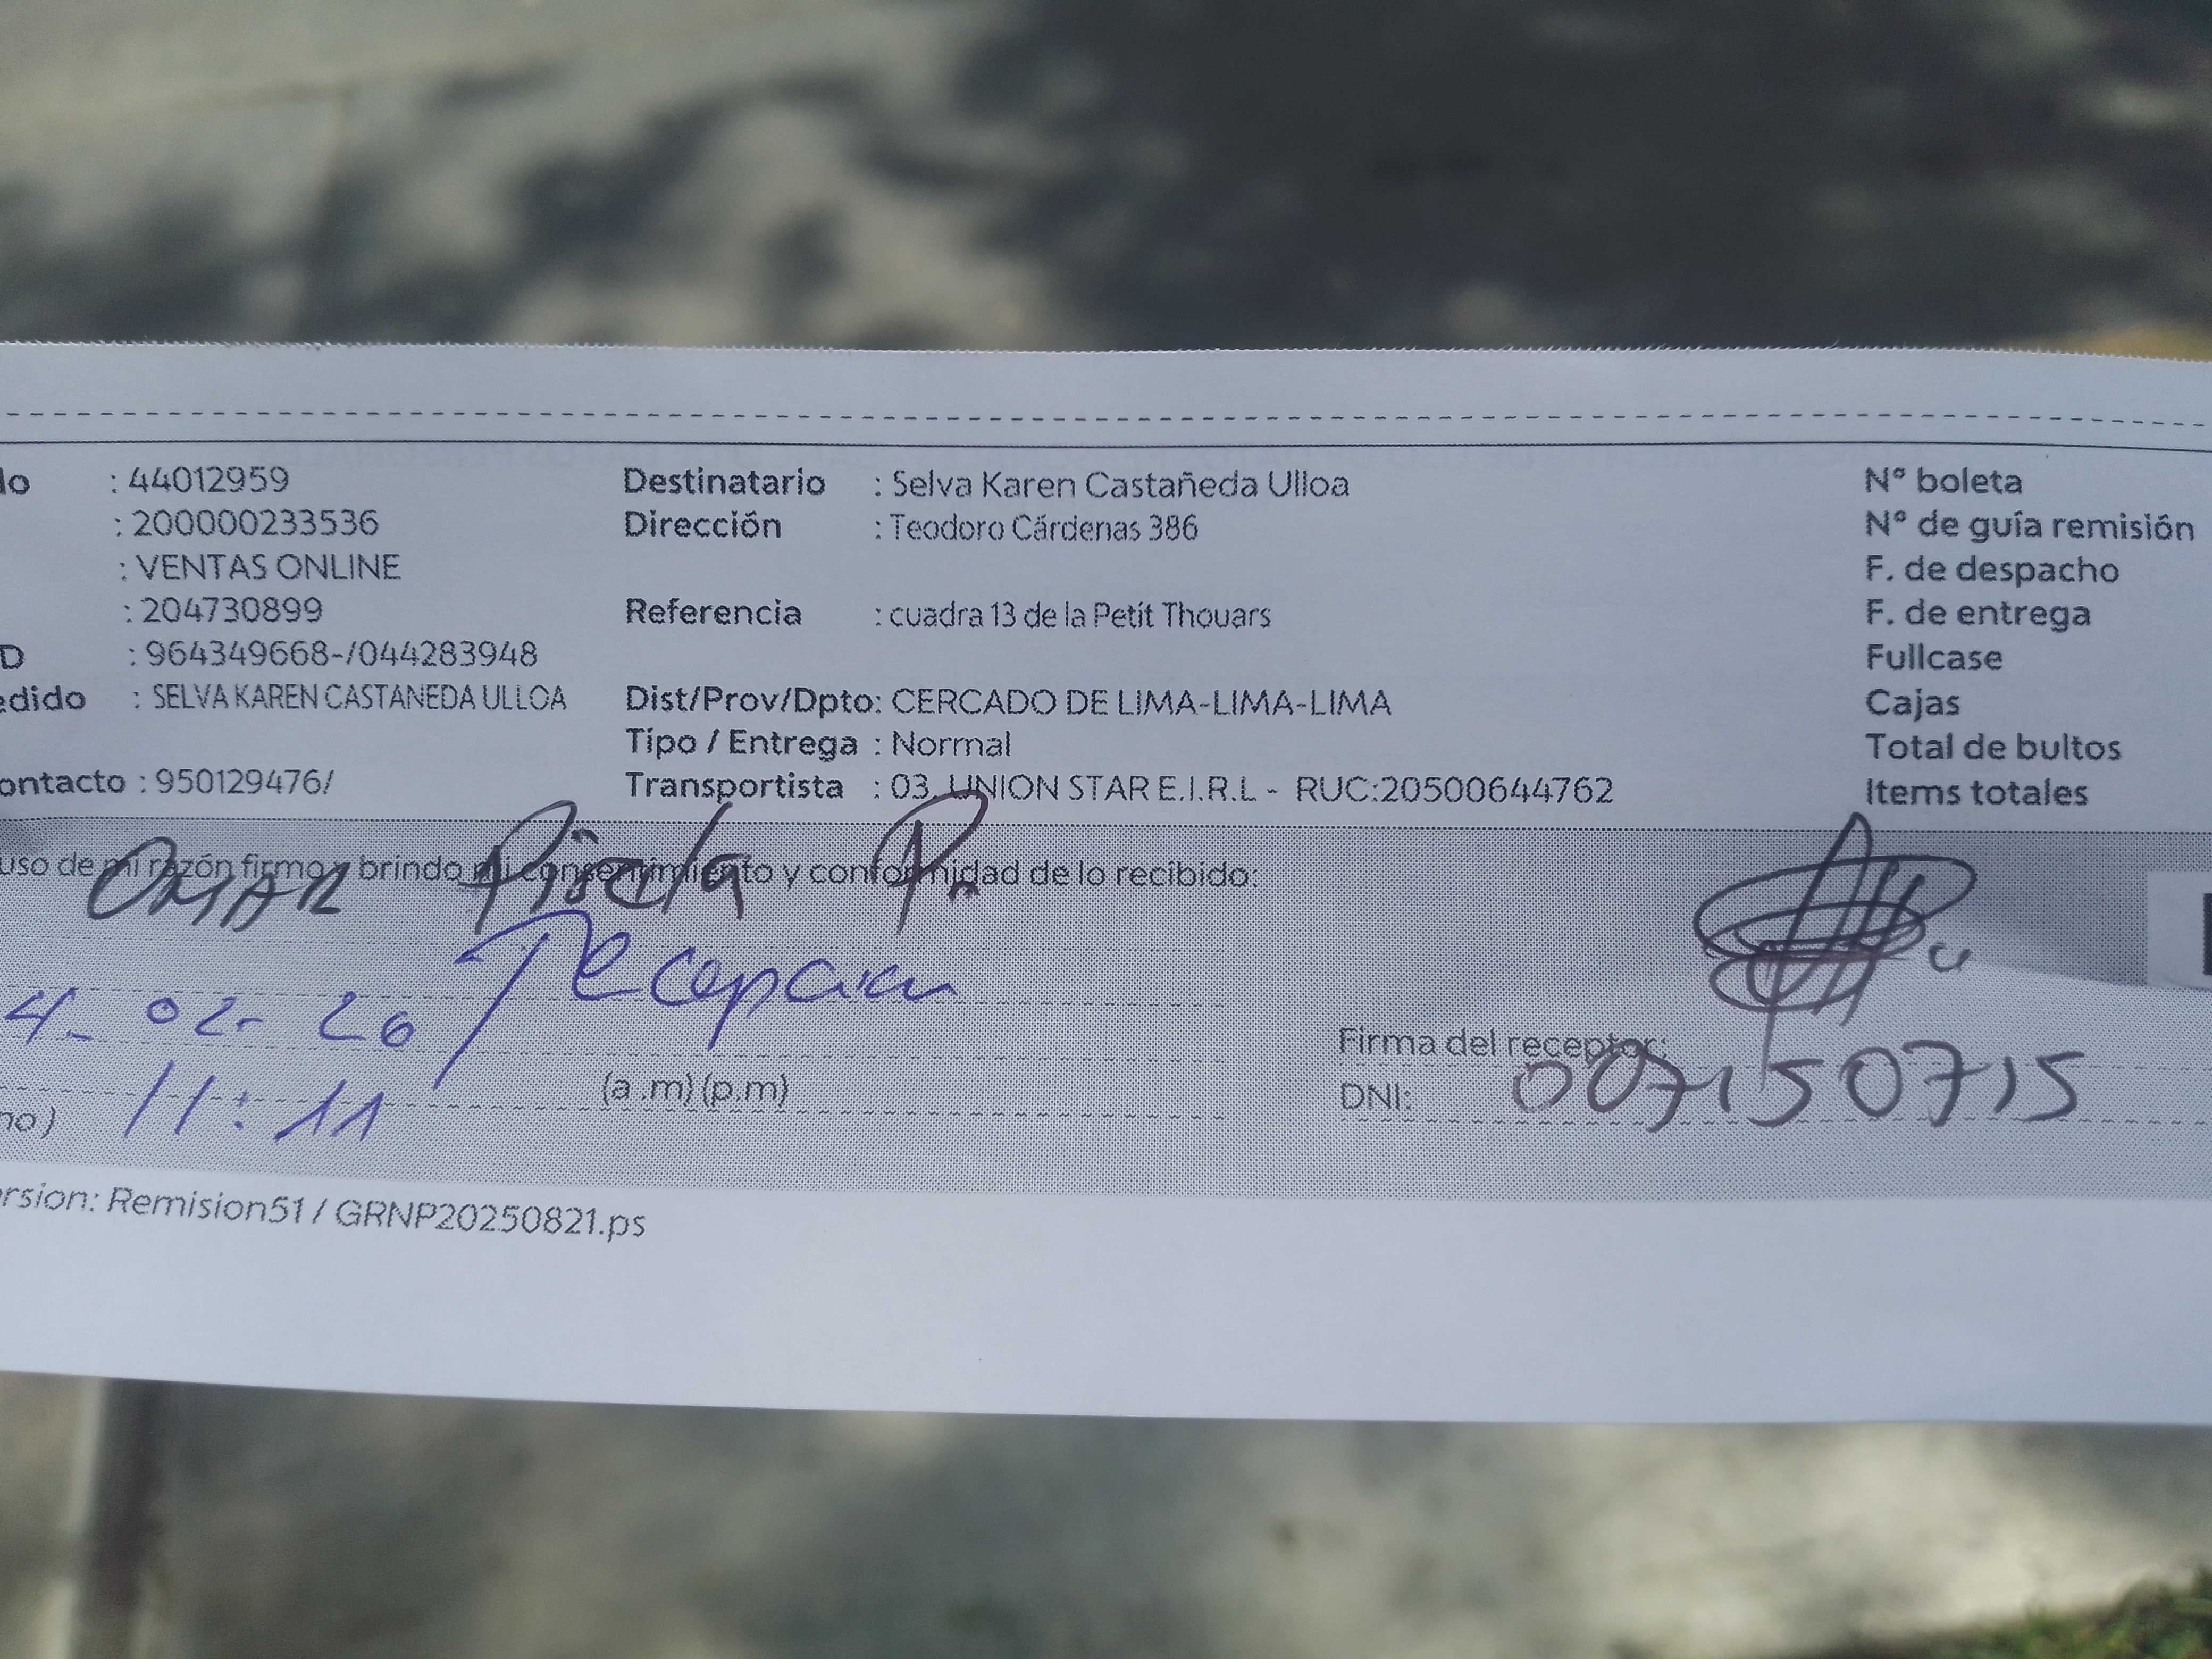 lo : 44012959 Destinatario : Selva Karen Castañeda Ulloa N° boleta
: 200000233536 Dirección : Teodoro Cárdenas 386 N° de guía remisión
: VENTAS ONLINE F. de despacho
: 204730899 Referencia : cuadra 13 de la Petit Thouars F. de entrega
D : 964349668-/044283948 Fullcase
edido : SELVA KAREN CASTANEDA ULLOA Dist/Prov/Dpto: CERCADO DE LIMA-LIMA-LIMA Cajas
Tipo / Entrega : Normal Total de bultos
ontacto : 950129476/ Transportista : 03. UNION STAR E.I.R.L - RUC:20500644762 Items totales
uso de mi razón firmo y brindo mi consentimiento y conformidad de lo recibido:
OMAR
Recepcion
4- 02- 26
Firma del receptor:
no) 11:11 (a.m) (p.m) DNI: 007150715
ersion: Remision51 / GRNP20250821.ps